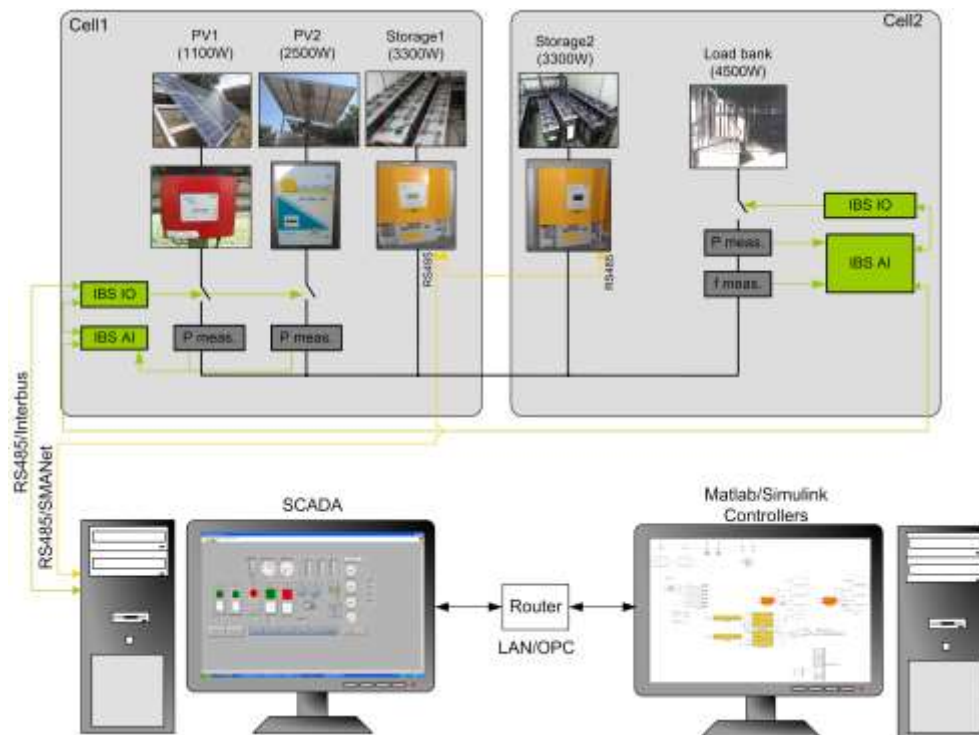 Cell1
Cell2
PV1
(1100W)
PV2
(2500W)
Storage1
(3300W)
Storage2
(3300W)
Load bank
(4500W)
RS485
RS485
IBS IO
P meas.
IBS AI
f meas.
IBS IO
IBS AI
P meas.
P meas.
RS485/Interbus
RS485/SMANet
SCADA
Matlab/Simulink
Controllers
Router
LAN/OPC